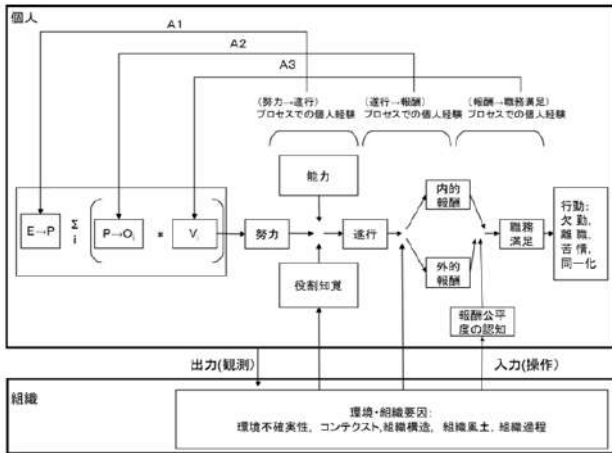 個人
A1
A2
A3
(努力→遂行) (遂行→報酬) (報酬→職務満足)
プロセスでの個人経験 プロセスでの個人経験 プロセスでの個人経験
能力
内的
報酬
E→P Σ i ( P→Oi * Vi )
努力
遂行
外的
報酬
職務
満足
行動:
欠勤,
離職,
苦情,
同一化
役割知覚
報酬公平
度の認知
出力(観測) 入力(操作)
組織
環境・組織要因:
環境不確実性, コンテクスト,組織構造, 組織風土, 組織過程